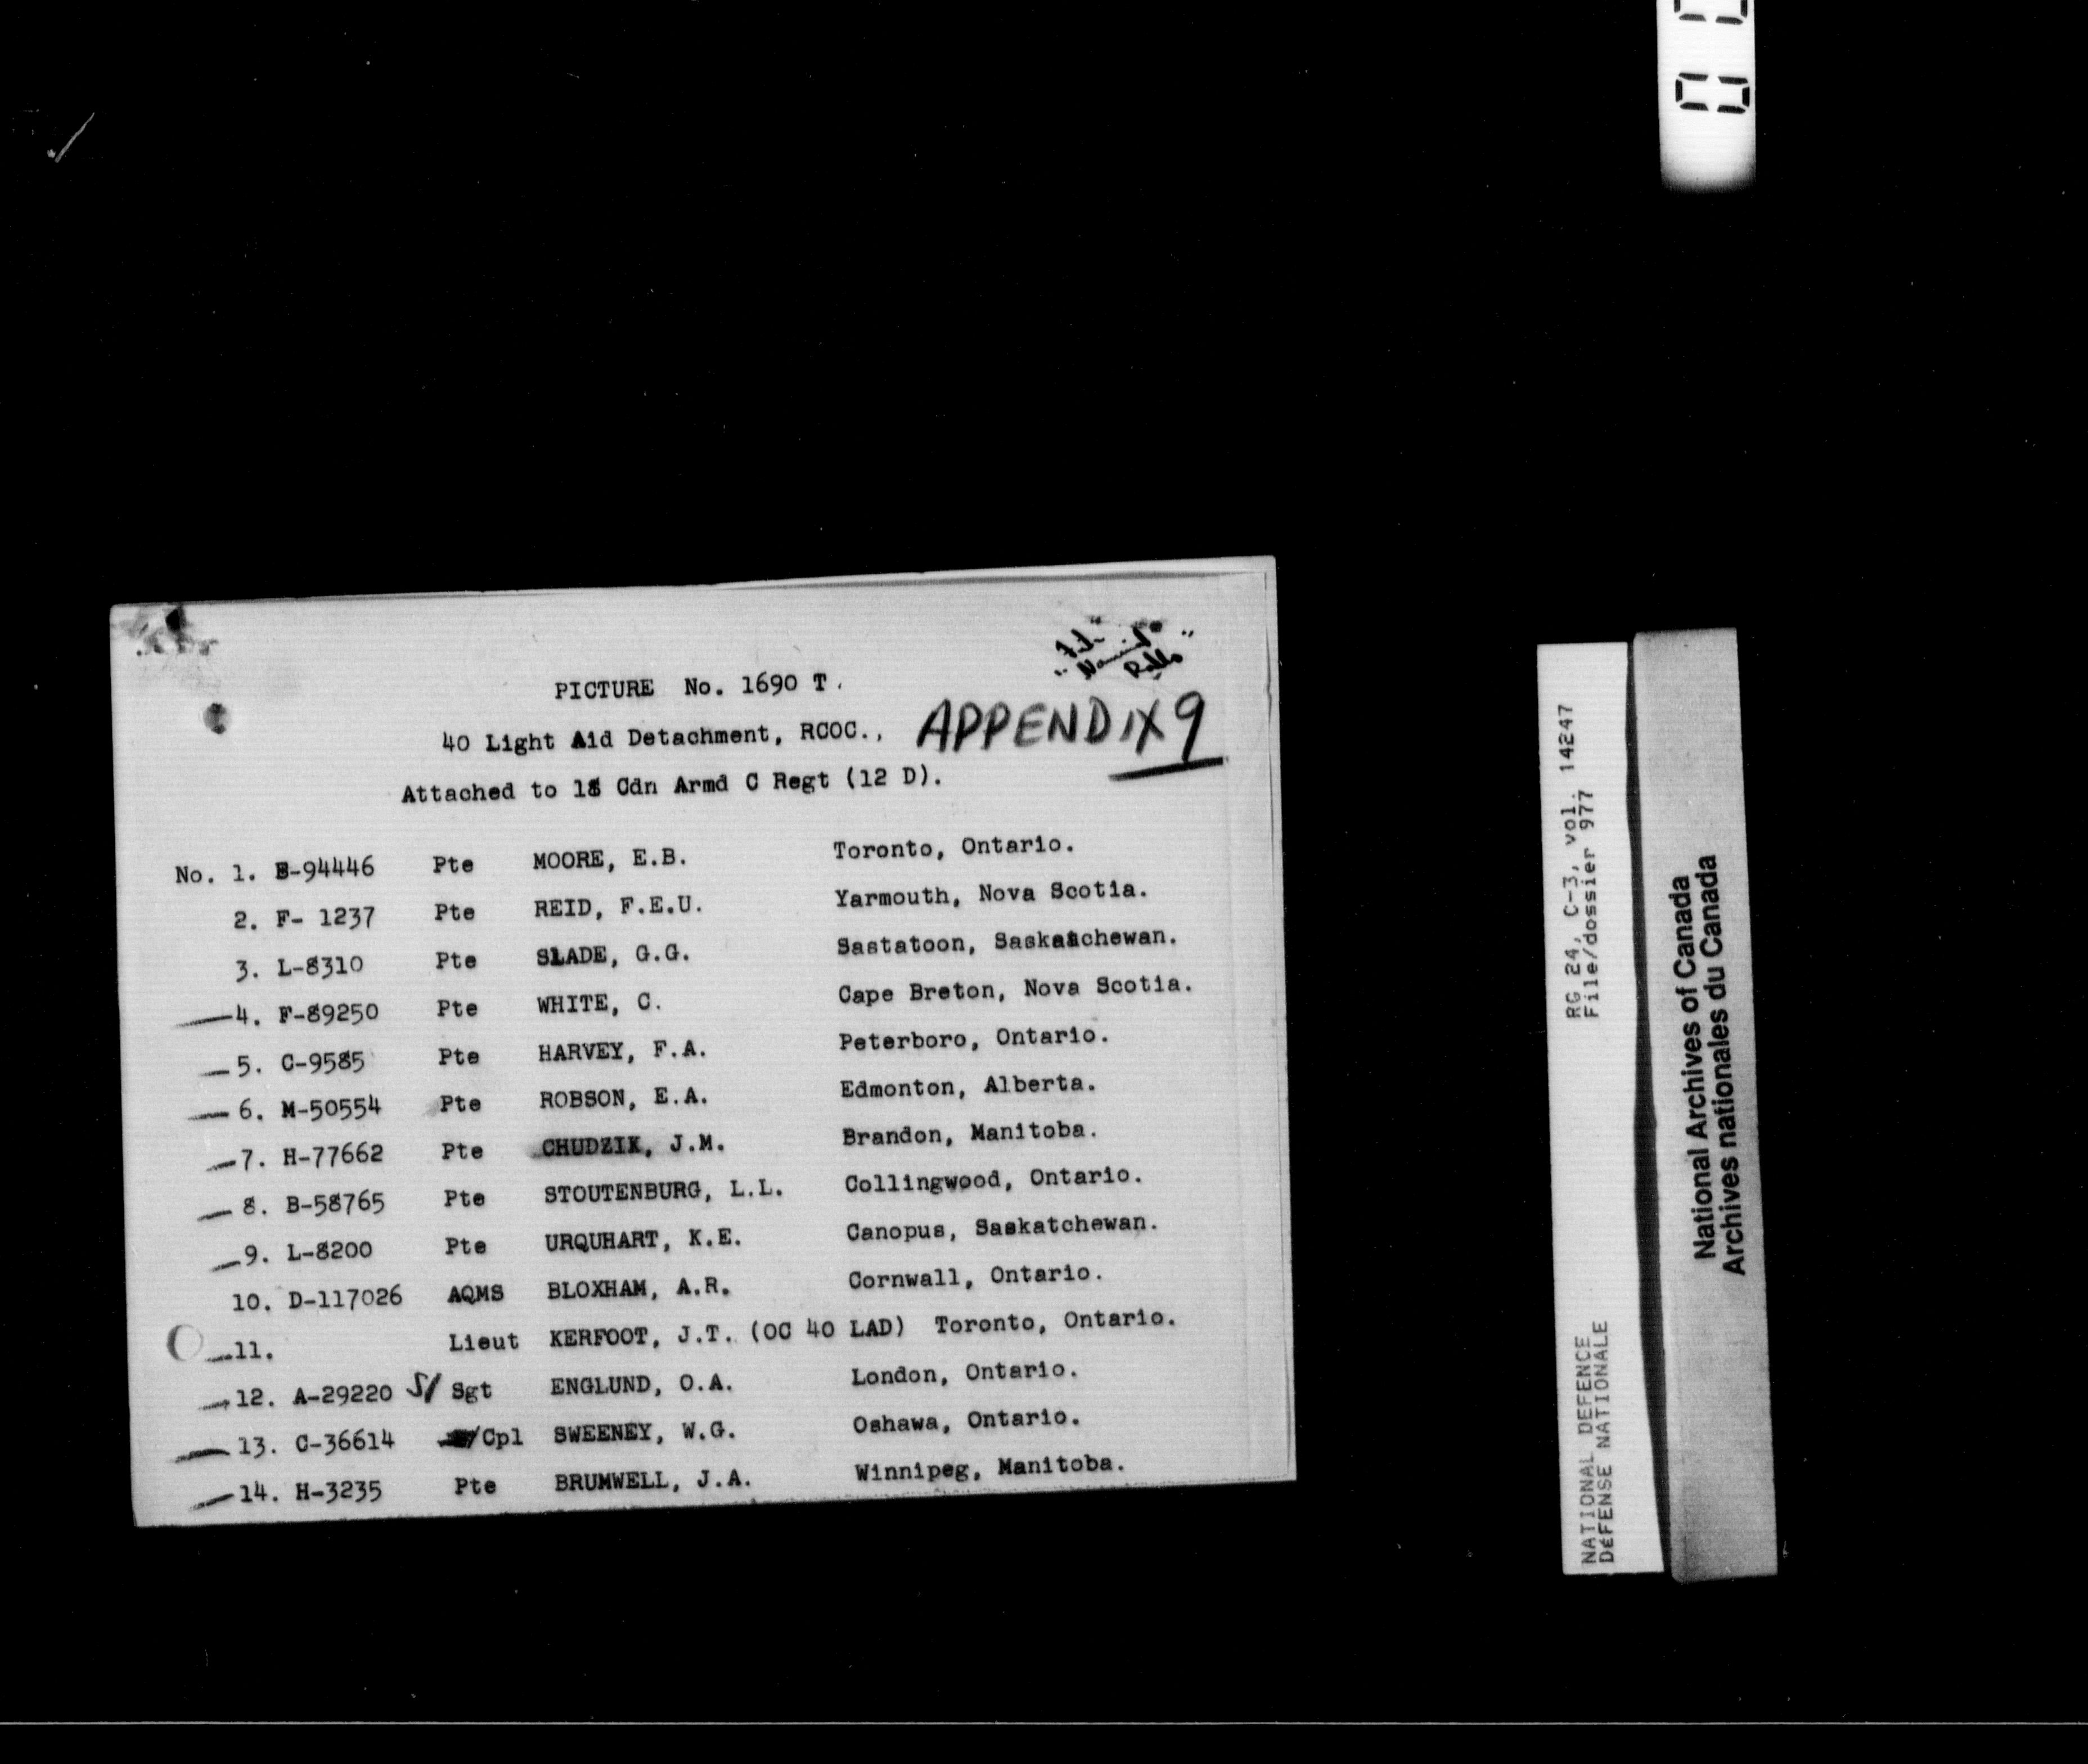 PICTURE No. 1690 T.
40 Light Aid Detachment, RCOC.,
APPENDIX 9
Attached to 18 Cdn Armd C Regt (12 D).
No. 1. B-94446 Pte MOORE, E.B. Toronto, Ontario.
2. F- 1237 Pte REID, F.E.U. Yarmouth, Nova Scotia.
3. L-8310 Pte SLADE, G.G. Sastatoon, Saskatchewan.
4. F-89250 Pte WHITE, C. Cape Breton, Nova Scotia.
5. C-9585 Pte HARVEY, F.A. Peterboro, Ontario.
6. M-50554 Pte ROBSON, E.A. Edmonton, Alberta.
7. H-77662 Pte CHUDZIK, J.M. Brandon, Manitoba.
8. B-58765 Pte STOUTENBURG, L.L. Collingwood, Ontario.
9. L-8200 Pte URQUHART, K.E. Canopus, Saskatchewan.
10. D-117026 AQMS BLOXHAM, A.R. Cornwall, Ontario.
11. Lieut KERFOOT, J.T. (OC 40 LAD) Toronto, Ontario.
12. A-29220 S/ Sgt ENGLUND, O.A. London, Ontario.
13. C-36614 /Cpl SWEENEY, W.G. Oshawa, Ontario.
14. H-3235 Pte BRUMWELL, J.A. Winnipeg, Manitoba.
RG 24, C-3, vol. 14247
File/dossier 977
NATIONAL DEFENCE
DéFENSE NATIONALE
National Archives of Canada
Archives nationales du Canada